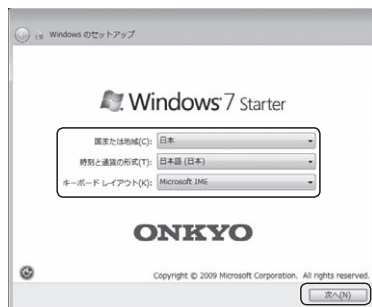 Windows のセットアップ
Windows 7 Starter
国または地域(C): 日本
時刻と通貨の形式(T): 日本語 (日本)
キーボード レイアウト(K): Microsoft IME
ONKYO
Copyright © 2009 Microsoft Corporation. All rights reserved.
次へ(N)